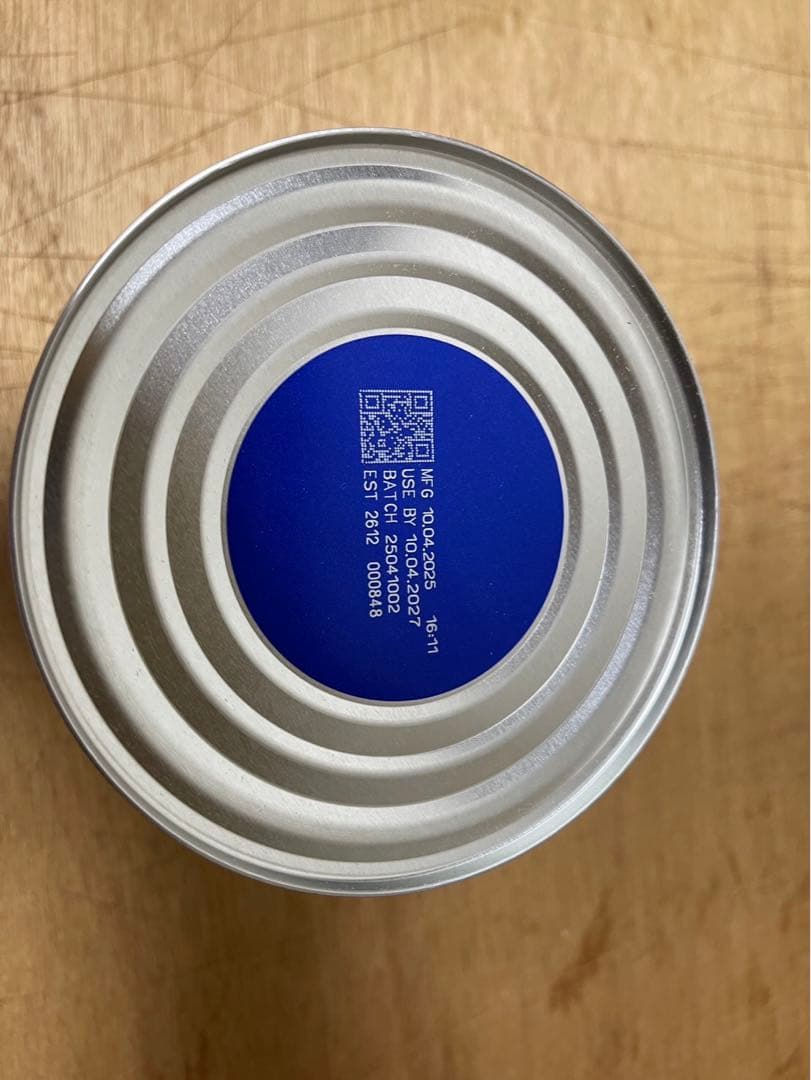 MFG 10.04.2025 16:11
USE BY 10.04.2027
BATCH 25041002
EST 2612 000848